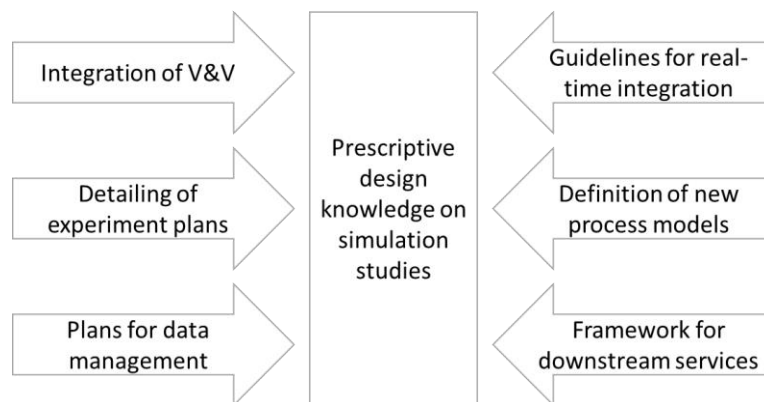 Integration of V&V
Detailing of
experiment plans
Plans for data
management
Prescriptive
design
knowledge on
simulation
studies
Guidelines for real-
time integration
Definition of new
process models
Framework for
downstream services